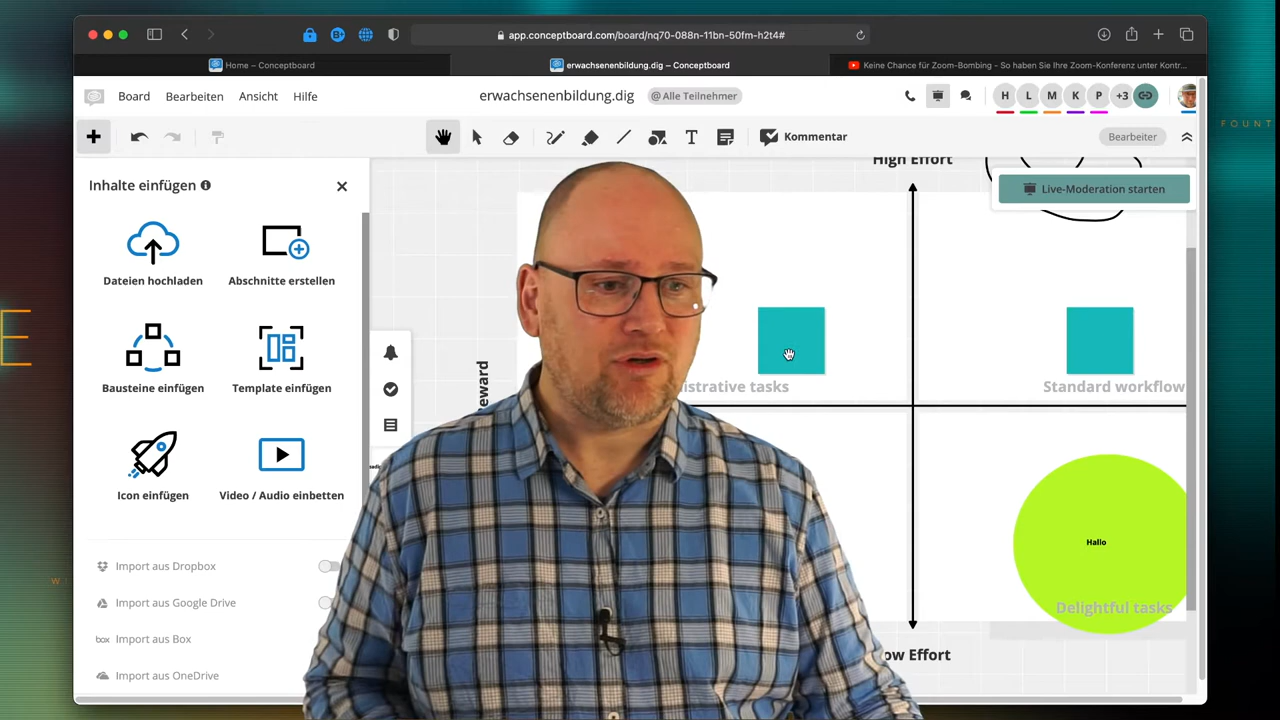 app.conceptboard.com/board/nq70-088n-11bn-50fm-h2t4#
Home – Conceptboard
erwachsenenbildung.dig — Conceptboard
Keine Chance für Zoom-Bombing - So haben Sie Ihre Zoom-Konferenz unter Kontr...
Board
Bearbeiten
Ansicht
Hilfe
erwachsenenbildung.dig
@ Alle Teilnehmer
H
L
M
K
P
+3
FOUNT
T
Kommentar
Bearbeiter
Inhalte einfügen
High Effort
Live-Moderation starten
Dateien hochladen
Abschnitte erstellen
Bausteine einfügen
Template einfügen
Icon einfügen
Video / Audio einbetten
eward
istrative tasks
Standard workflow
Hallo
Delightful tasks
ow Effort
Import aus Dropbox
Import aus Google Drive
box
Import aus Box
Import aus OneDrive
E
W